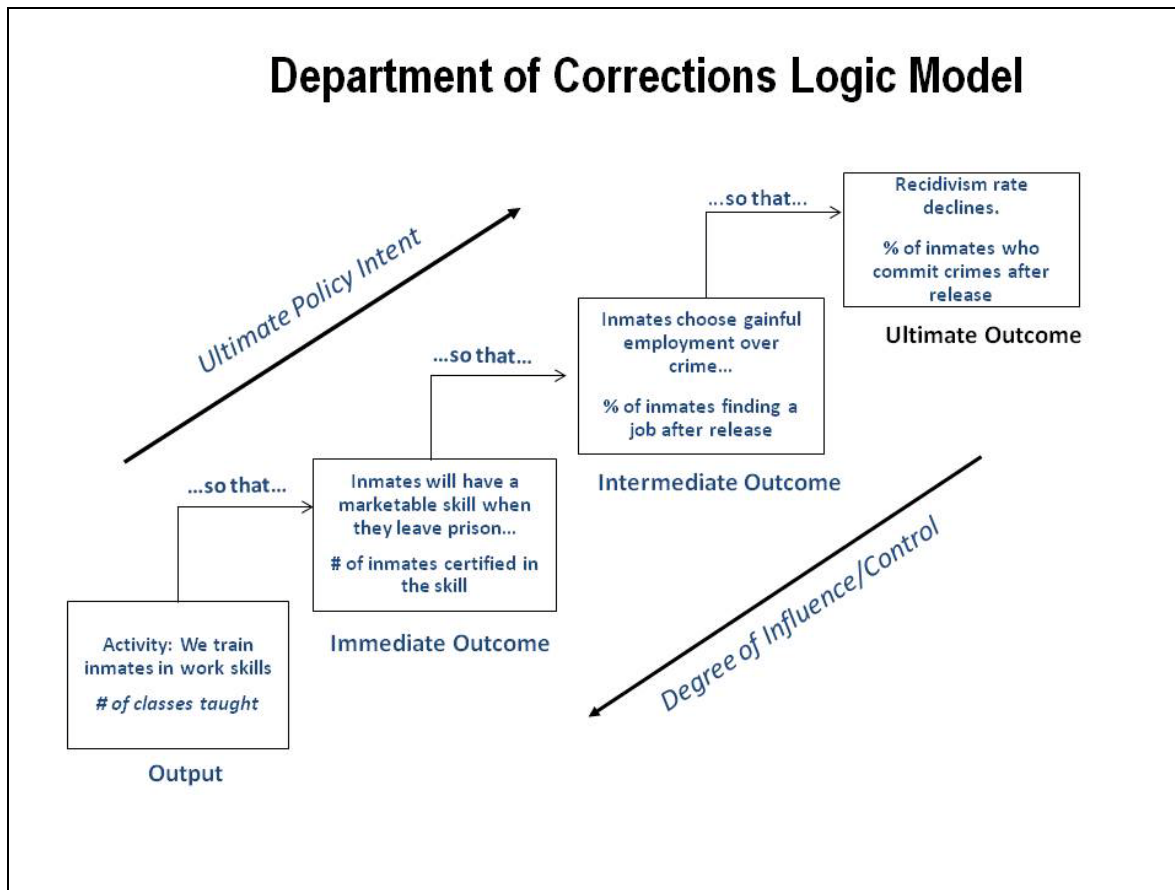 Department of Corrections Logic Model
...so that...
Recidivism rate
declines.
% of inmates who
commit crimes after
release
Ultimate Outcome
Ultimate Policy Intent
...so that...
Inmates choose gainful
employment over
crime...
% of inmates finding a
job after release
Intermediate Outcome
...so that...
Inmates will have a
marketable skill when
they leave prison...
# of inmates certified in
the skill
Immediate Outcome
Degree of Influence/Control
Activity: We train
inmates in work skills
# of classes taught
Output